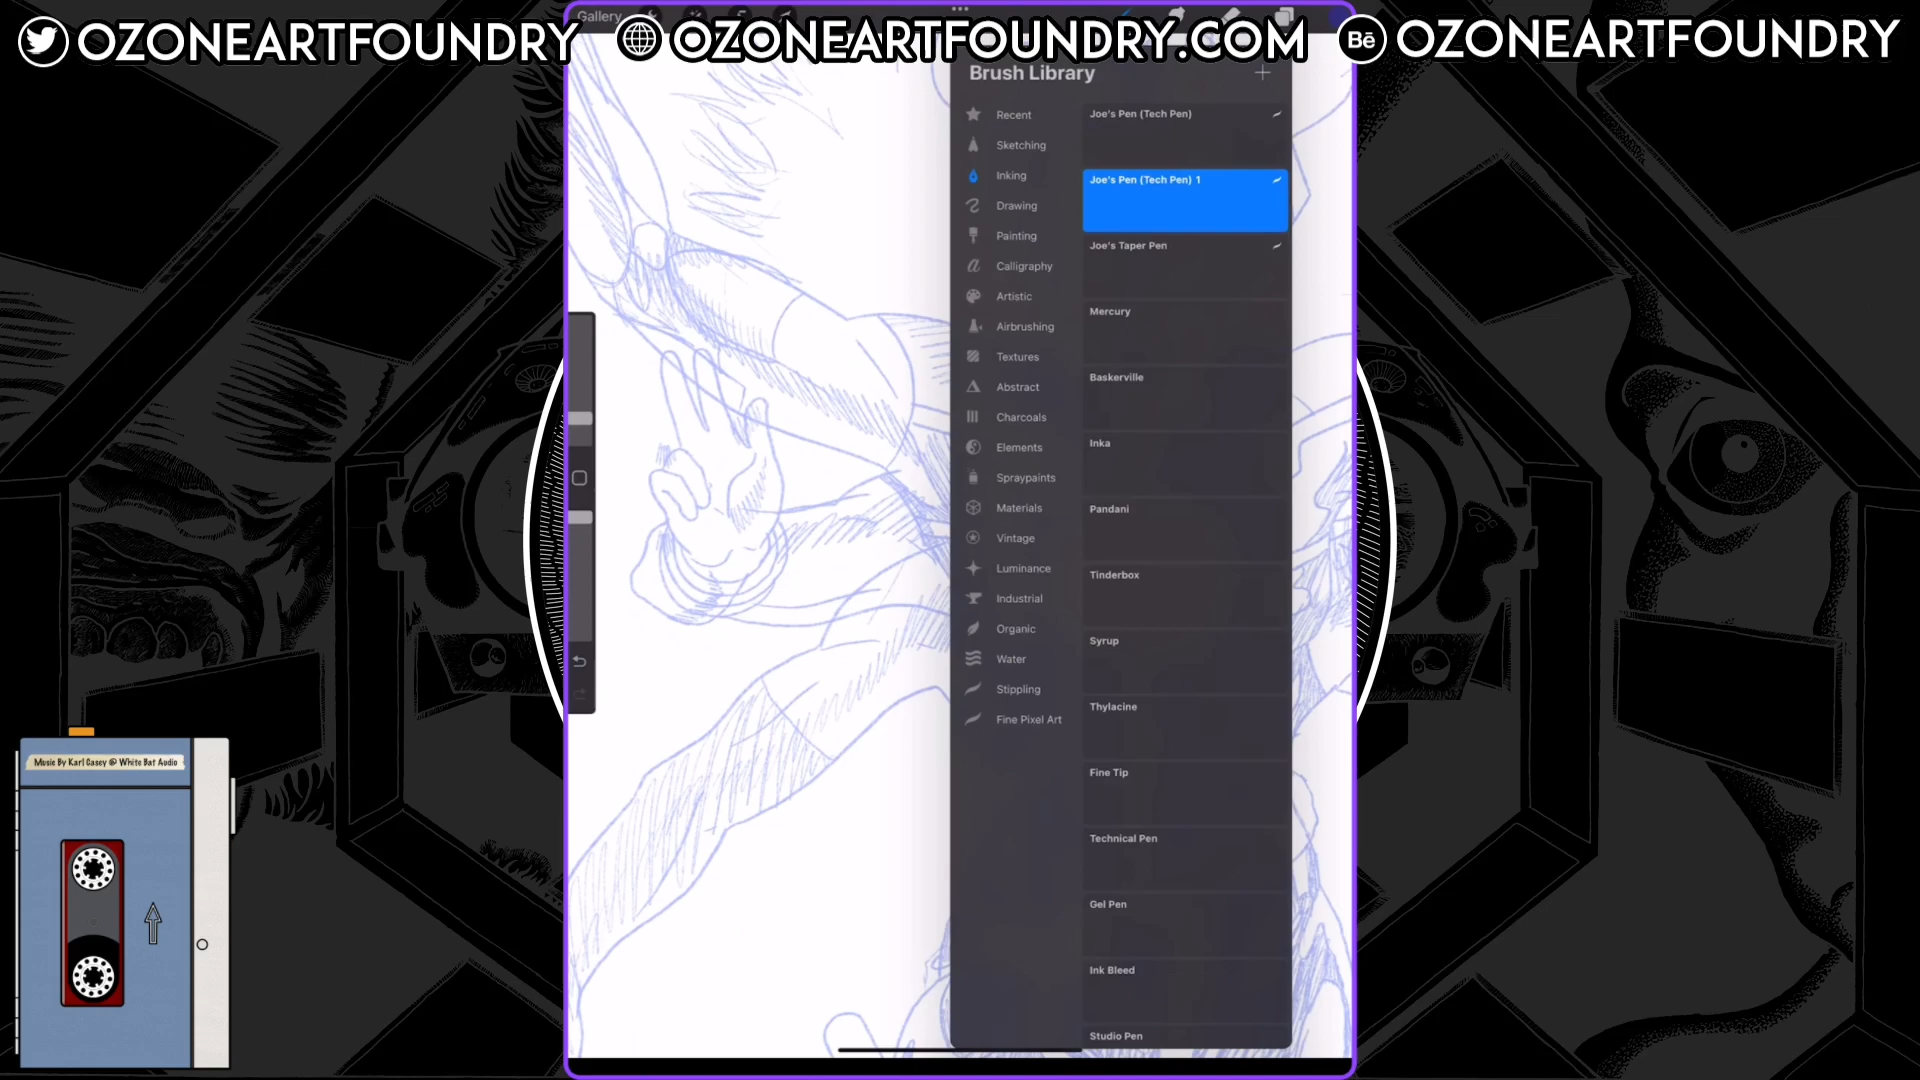 OZONEARTFOUNDRY OZONEARTFOUNDRY.COM Bē OZONEARTFOUNDRY
Gallery
Brush Library
Recent
Sketching
Inking
Drawing
Painting
Calligraphy
Artistic
Airbrushing
Textures
Abstract
Charcoals
Elements
Spraypaints
Materials
Vintage
Luminance
Industrial
Organic
Water
Stippling
Fine Pixel Art
Joe's Pen (Tech Pen)
Joe's Pen (Tech Pen) 1
Joe's Taper Pen
Mercury
Baskerville
Inka
Pandani
Tinderbox
Syrup
Thylacine
Fine Tip
Technical Pen
Gel Pen
Ink Bleed
Studio Pen
Music By Karl Casey @ White Bat Audio